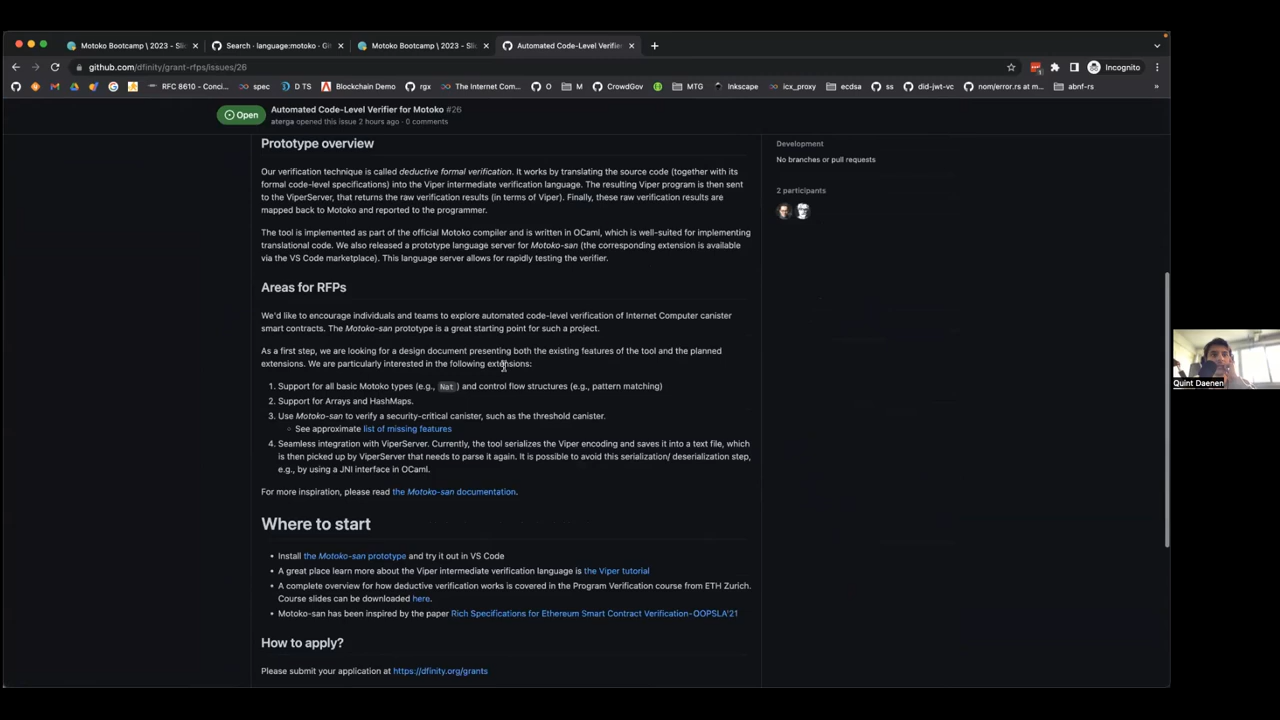 Motoko Bootcamp \ 2023 - Sli
Search · language:motoko · Gi
Motoko Bootcamp \ 2023 - Sli
Automated Code-Level Verifier
github.com/dfinity/grant-rfps/issues/26
Incognito
RFC 8610 - Conci...
spec
D TS
Blockchain Demo
rgx
The Internet Com...
O
M
CrowdGov
MTG
Inkscape
icx_proxy
ecdsa
ss
did-jwt-vc
nom/error.rs at m...
abnf-rs
Open
Automated Code-Level Verifier for Motoko #26
aterga opened this issue 2 hours ago · 0 comments
Prototype overview
Our verification technique is called deductive formal verification. It works by translating the source code (together with its
formal code-level specifications) into the Viper intermediate verification language. The resulting Viper program is then sent
to the ViperServer, that returns the raw verification results (in terms of Viper). Finally, these raw verification results are
mapped back to Motoko and reported to the programmer.
The tool is implemented as part of the official Motoko compiler and is written in OCaml, which is well-suited for implementing
translational code. We also released a prototype language server for Motoko-san (the corresponding extension is available
via the VS Code marketplace). This language server allows for rapidly testing the verifier.
Areas for RFPs
We'd like to encourage individuals and teams to explore automated code-level verification of Internet Computer canister
smart contracts. The Motoko-san prototype is a great starting point for such a project.
As a first step, we are looking for a design document presenting both the existing features of the tool and the planned
extensions. We are particularly interested in the following extensions:
1. Support for all basic Motoko types (e.g., Nat) and control flow structures (e.g., pattern matching)
2. Support for Arrays and HashMaps.
3. Use Motoko-san to verify a security-critical canister, such as the threshold canister.
See approximate list of missing features
4. Seamless integration with ViperServer. Currently, the tool serializes the Viper encoding and saves it into a text file, which
is then picked up by ViperServer that needs to parse it again. It is possible to avoid this serialization/ deserialization step,
e.g., by using a JNI interface in OCaml.
For more inspiration, please read the Motoko-san documentation.
Where to start
• Install the Motoko-san prototype and try it out in VS Code
• A great place learn more about the Viper intermediate verification language is the Viper tutorial
• A complete overview for how deductive verification works is covered in the Program Verification course from ETH Zurich.
Course slides can be downloaded here.
• Motoko-san has been inspired by the paper Rich Specifications for Ethereum Smart Contract Verification-OOPSLA'21
How to apply?
Please submit your application at https://dfinity.org/grants
Development
No branches or pull requests
2 participants
Quint Daenen